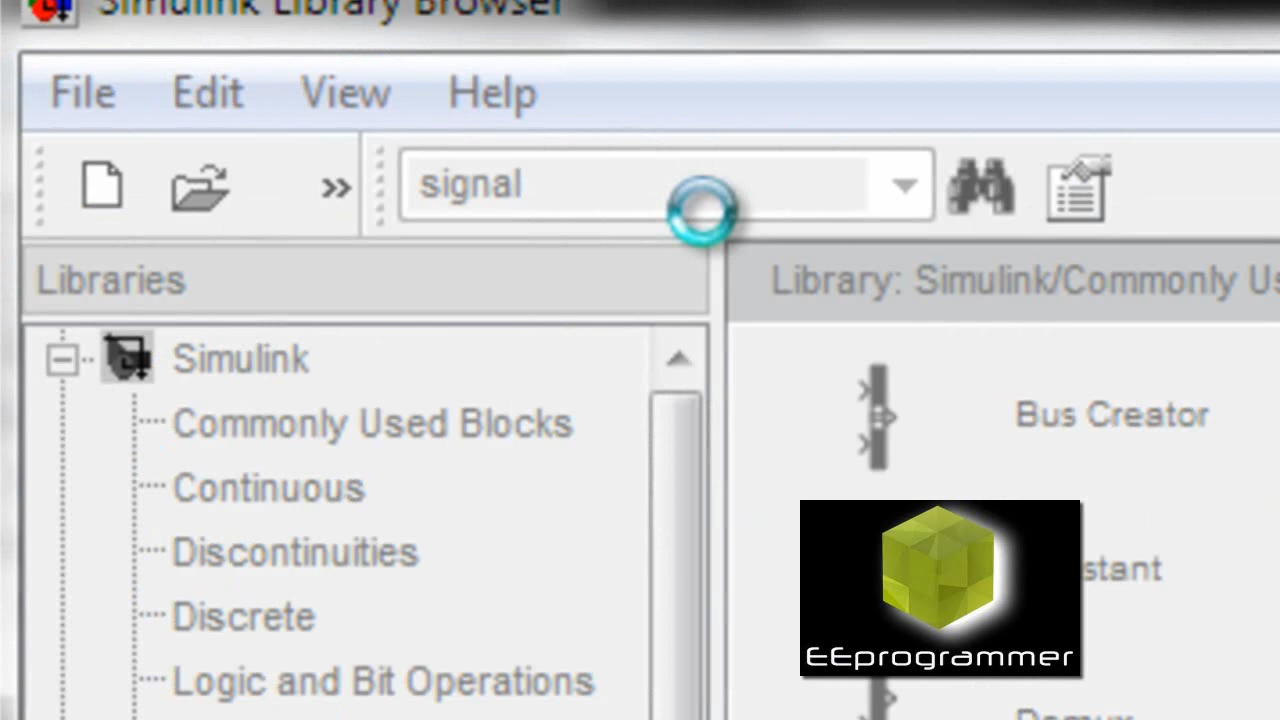 Simulink Library Browser
File Edit View Help
signal
Libraries
Library: Simulink/Commonly Us
Simulink
Commonly Used Blocks
Bus Creator
Continuous
Discontinuities
stant
Discrete
EEprogrammer
Logic and Bit Operations